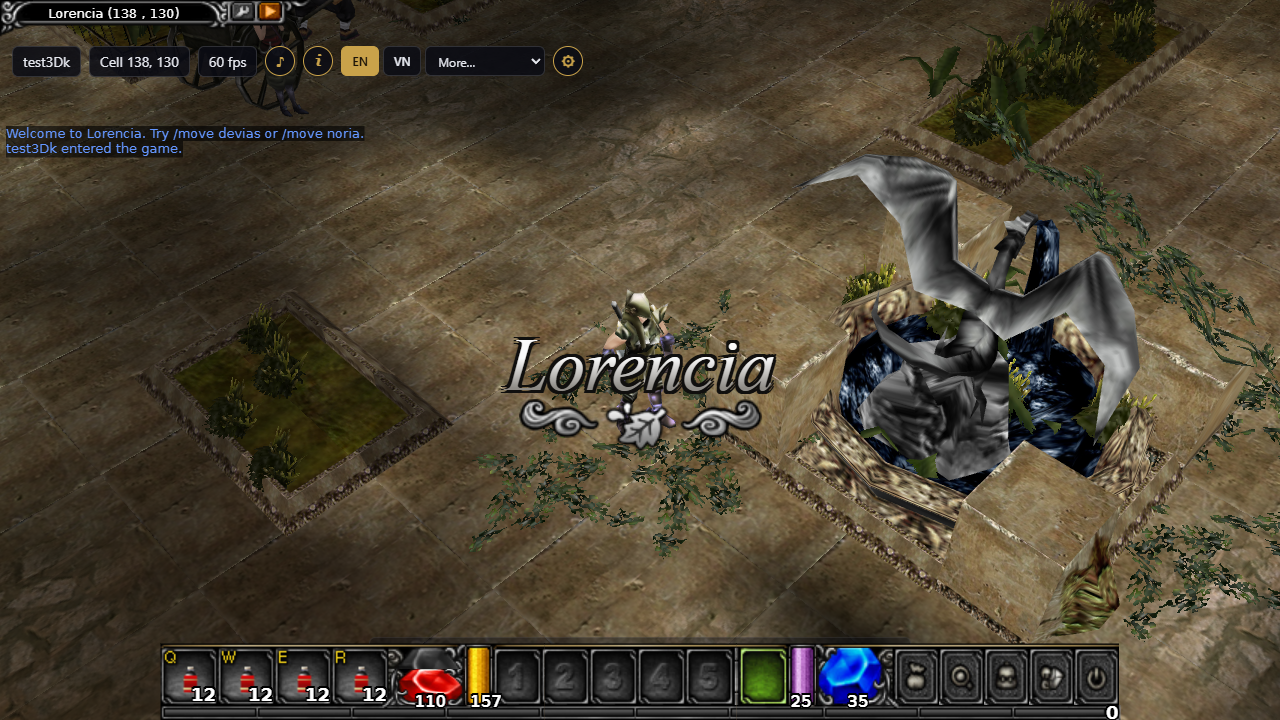 Lorencia (138 , 130)
test3Dk
Cell 138, 130
60 fps
i
EN
VN
More...
Welcome to Lorencia. Try /move devias or /move noria.
test3Dk entered the game.
Lorencia
Q
W
E
R
1
2
3
4
5
12
12
12
12
110
157
25
35
0